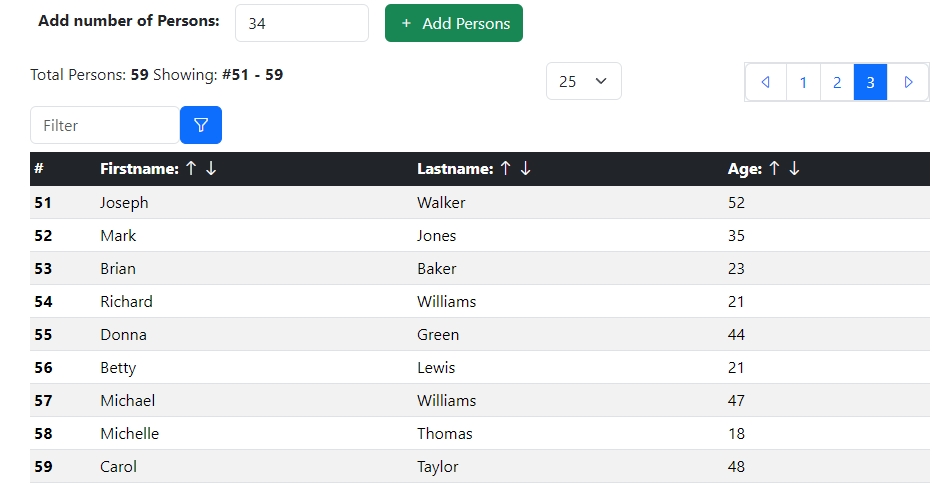 Add number of Persons: 34 + Add Persons
Total Persons: 59 Showing: #51 - 59 25 1 2 3
Filter
# Firstname: ↑ ↓ Lastname: ↑ ↓ Age: ↑ ↓
51 Joseph Walker 52
52 Mark Jones 35
53 Brian Baker 23
54 Richard Williams 21
55 Donna Green 44
56 Betty Lewis 21
57 Michael Williams 47
58 Michelle Thomas 18
59 Carol Taylor 48